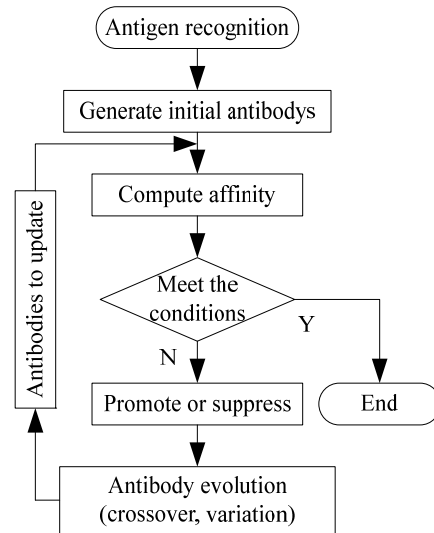 Antigen recognition
Generate initial antibodys
Compute affinity
Antibodies to update
Meet the
conditions
Y
N
Promote or suppress
End
Antibody evolution
(crossover, variation)